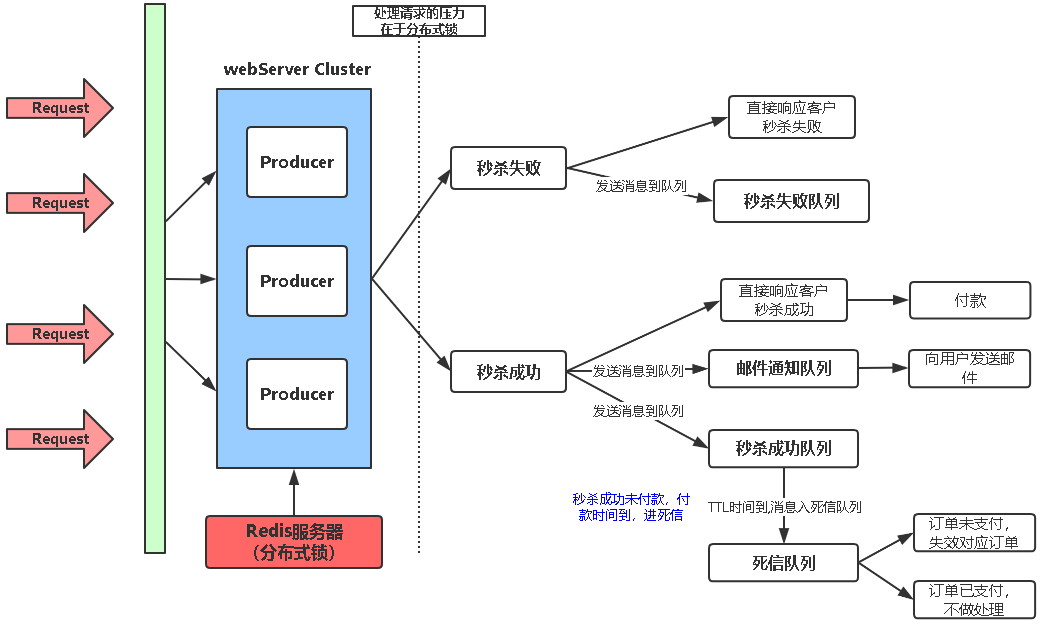 处理请求的压力
在于分布式锁
webServer Cluster
Request
Request
Request
Request
Producer
Producer
Producer
Redis服务器
（分布式锁）
秒杀失败
直接响应客户
秒杀失败
发送消息到队列
秒杀失败队列
秒杀成功
直接响应客户
秒杀成功
付款
发送消息到队列
邮件通知队列
向用户发送邮
件
发送消息到队列
秒杀成功队列
秒杀成功未付款，付
款时间到，进死信
TTL时间到,消息入死信队列
死信队列
订单未支付，
失效对应订单
订单已支付，
不做处理